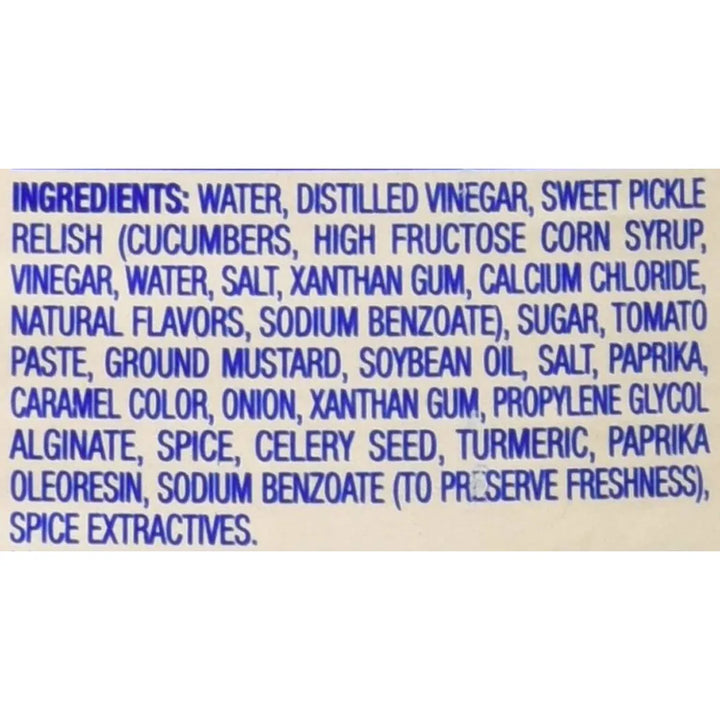 INGREDIENTS: WATER, DISTILLED VINEGAR, SWEET PICKLE
RELISH (CUCUMBERS, HIGH FRUCTOSE CORN SYRUP,
VINEGAR, WATER, SALT, XANTHAN GUM, CALCIUM CHLORIDE,
NATURAL FLAVORS, SODIUM BENZOATE), SUGAR, TOMATO
PASTE, GROUND MUSTARD, SOYBEAN OIL, SALT, PAPRIKA,
CARAMEL COLOR, ONION, XANTHAN GUM, PROPYLENE GLYCOL
ALGINATE, SPICE, CELERY SEED, TURMERIC, PAPRIKA
OLEORESIN, SODIUM BENZOATE (TO PRESERVE FRESHNESS),
SPICE EXTRACTIVES.